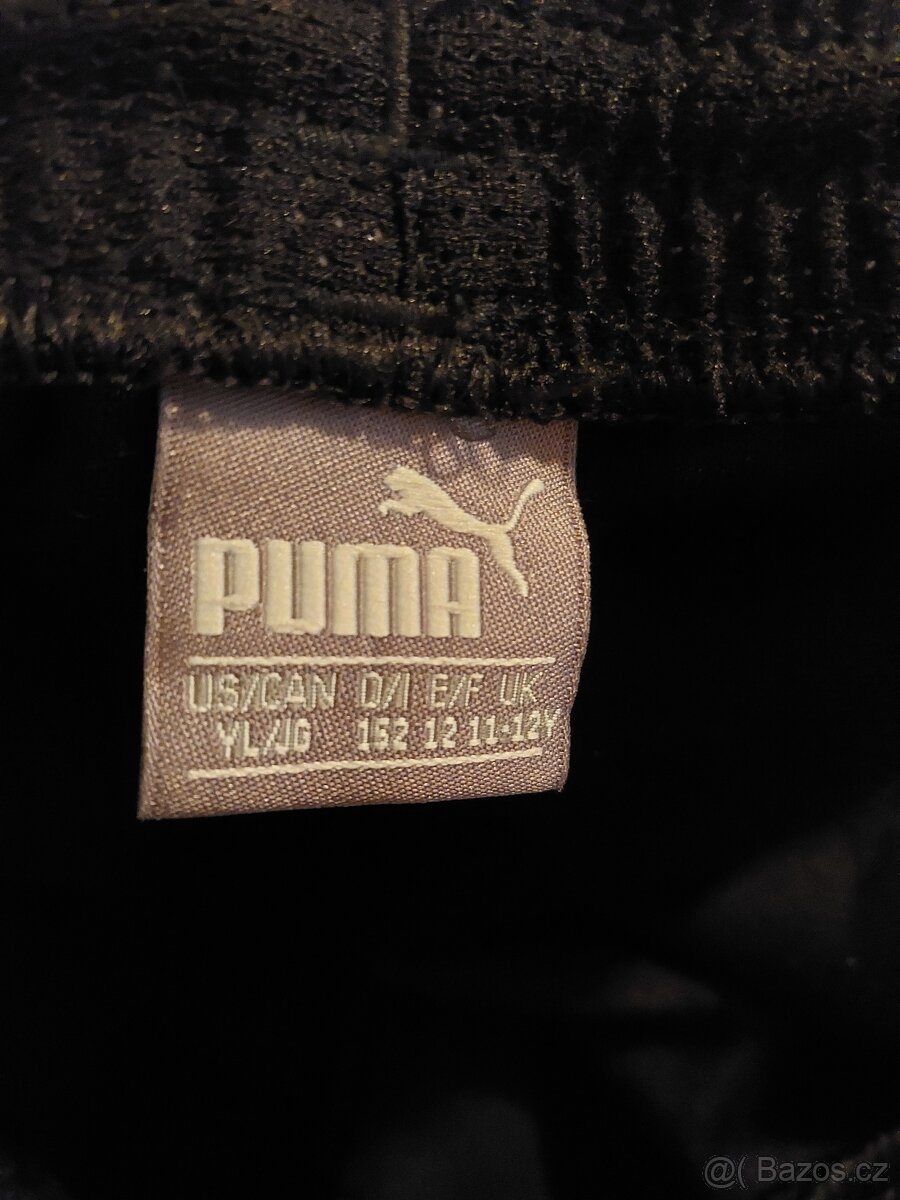 PUMA
US/CAN D/I E/F UK
YL/JG 152 12 11-12Y
@( Bazos.cz